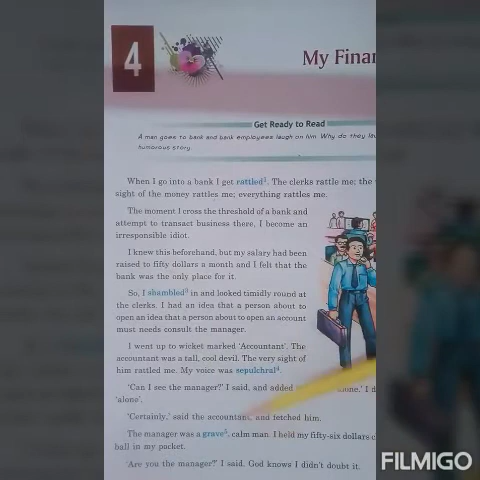 4
My Finan
Get Ready to Read
A man goes to bank and bank employees laugh on him. Why do they lau
humorous story.
When I go into a bank I get rattled¹. The clerks rattle me; the
sight of the money rattles me; everything rattles me.
The moment I cross the threshold of a bank and
attempt to transact business there, I become an
irresponsible idiot.
I knew this beforehand, but my salary had been
raised to fifty dollars a month and I felt that the
bank was the only place for it.
So, I shambled³ in and looked timidly round at
the clerks. I had an idea that a person about to
open an idea that a person about to open an account
must needs consult the manager.
I went up to wicket marked 'Accountant'. The
accountant was a tall, cool devil. The very sight of
him rattled me. My voice was sepulchral⁴.
'Can I see the manager?' I said, and added lone.' I d
'alone'.
'Certainly,' said the accountant, and fetched him.
The manager was a grave⁵, calm man. I held my fifty-six dollars c
ball in my pocket.
'Are you the manager?' I said. God knows I didn't doubt it.
FILMIGO